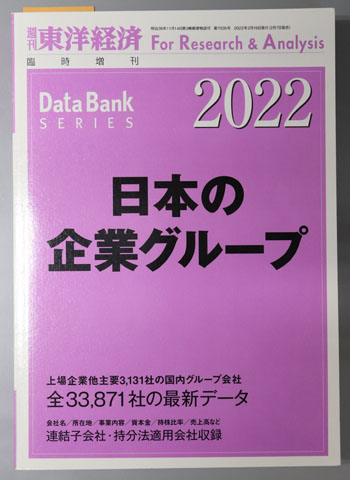 週刊 東洋経済 For Research & Analysis
臨時増刊
Data Bank
SERIES
2022
日本の
企業グループ
上場企業他主要3,131社の国内グループ会社
全33,871社の最新データ
会社名／所在地／事業内容／資本金／持株比率／売上高など
連結子会社・持分法適用会社収録